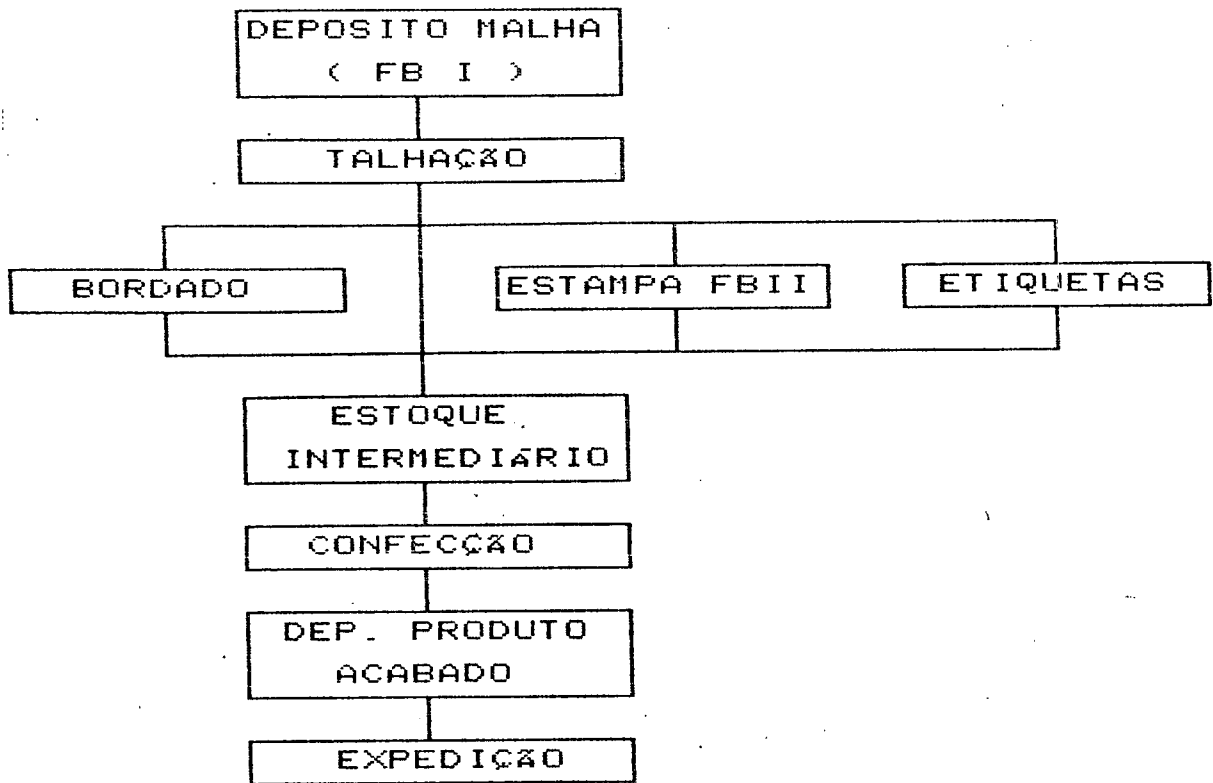 DEPOSITO MALHA
( FB I )
TALHAÇÃO
BORDADO
ESTAMPA FBII
ETIQUETAS
ESTOQUE
INTERMEDIÁRIO
CONFECÇÃO
DEP. PRODUTO
ACABADO
EXPEDIÇÃO